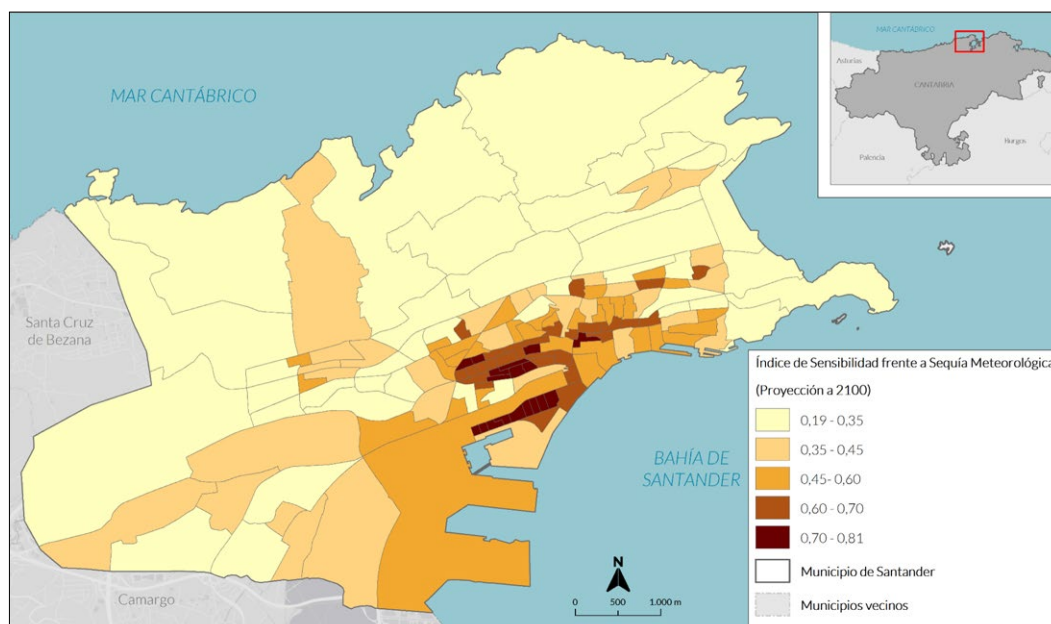 MAR CANTÁBRICO
MAR CANTÁBRICO
Asturias
CANTABRIA
Palencia
Burgos
Santa Cruz
de Bezana
BAHÍA DE
SANTANDER
Camargo
N
0 500 1.000 m
Índice de Sensibilidad frente a Sequía Meteorológica
(Proyección a 2100)
0,19 - 0,35
0,35 - 0,45
0,45- 0,60
0,60 - 0,70
0,70 - 0,81
Municipio de Santander
Municipios vecinos